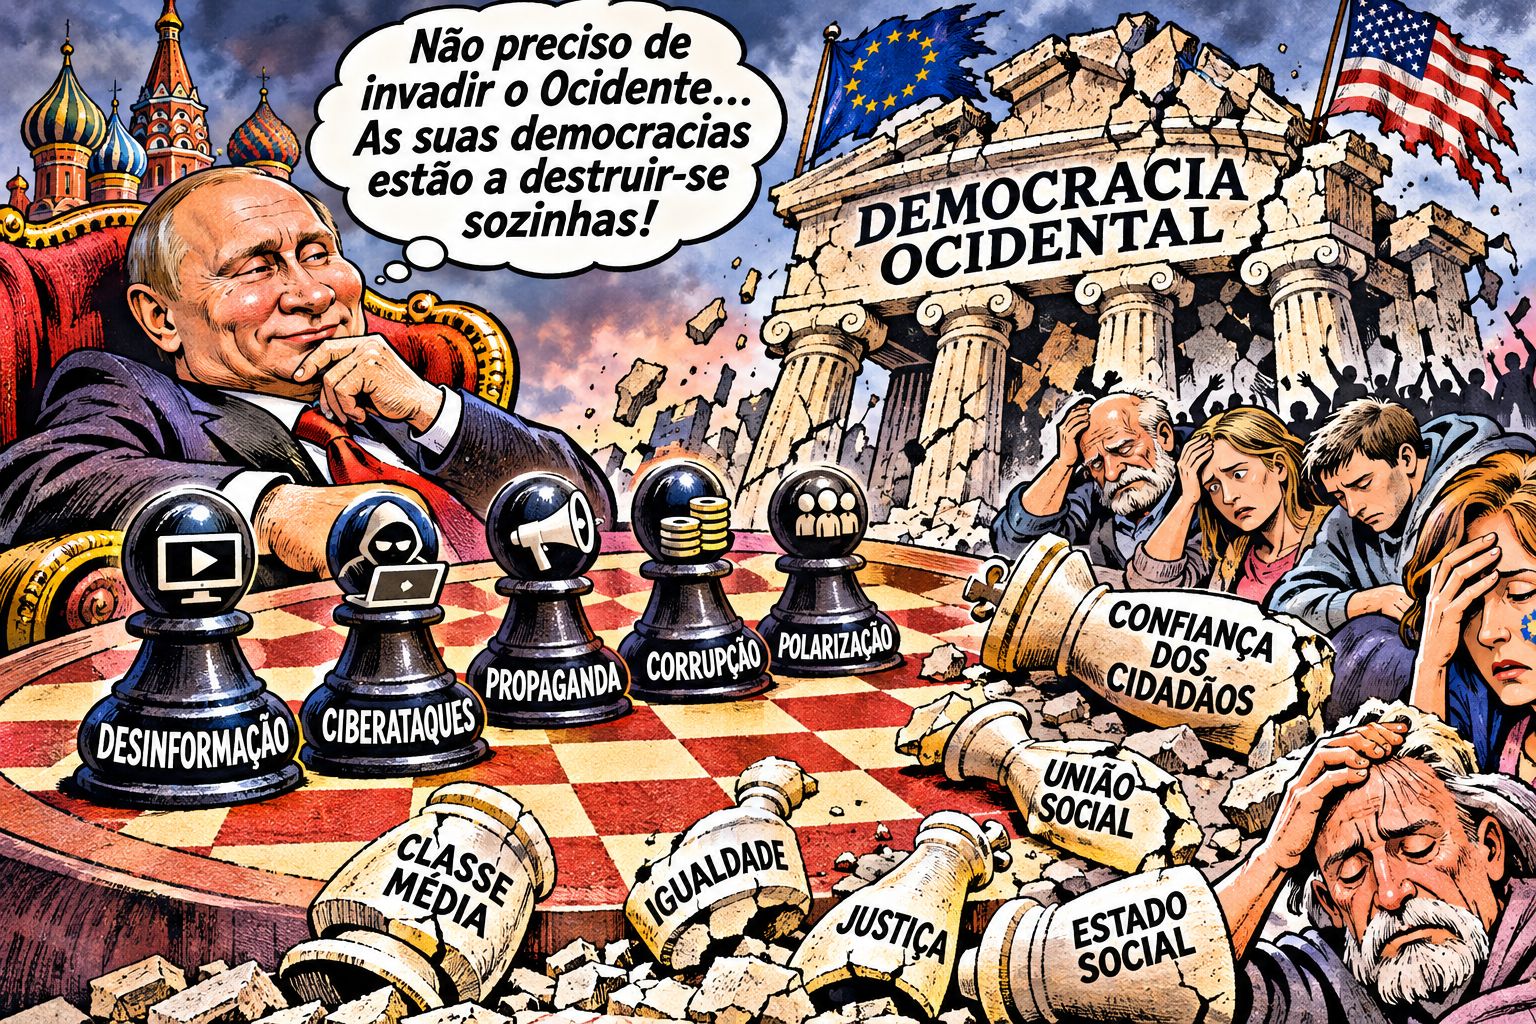 Não preciso de
invadir o Ocidente...
As suas democracias
estão a destruir-se
sozinhas!
DEMOCRACIA
OCIDENTAL
DESINFORMAÇÃO
CIBERATAQUES
PROPAGANDA
CORRUPÇÃO
POLARIZAÇÃO
CONFIANÇA
DOS
CIDADÃOS
UNIÃO
SOCIAL
CLASSE
MÉDIA
IGUALDADE
JUSTIÇA
ESTADO
SOCIAL